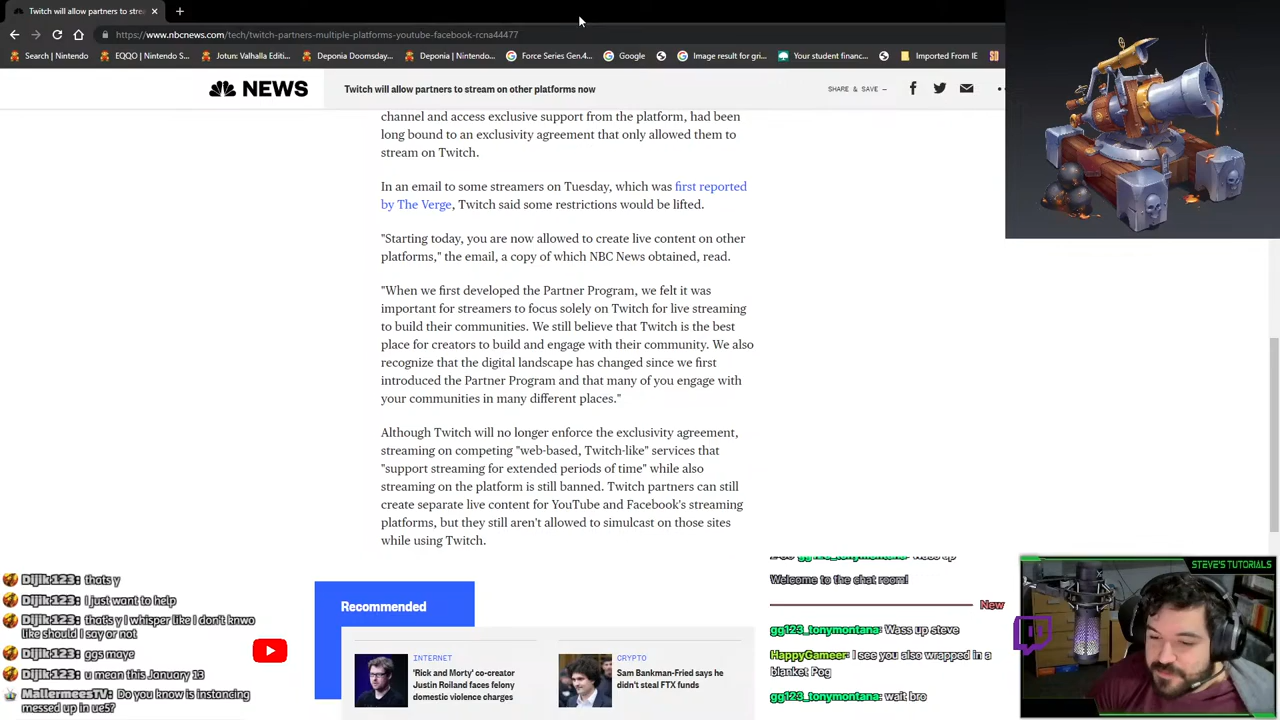 Twitch will allow partners to stre
https://www.nbcnews.com/tech/twitch-partners-multiple-platforms-youtube-facebook-rcna44477
Search | Nintendo
EQQO | Nintendo S...
Jotun: Valhalla Editi...
Deponia Doomsday...
Deponia | Nintendo...
Force Series Gen.4...
Google
Image result for gri...
Your student financ...
Imported From IE
NEWS
Twitch will allow partners to stream on other platforms now
SHARE & SAVE —
channel and access exclusive support from the platform, had been
long bound to an exclusivity agreement that only allowed them to
stream on Twitch.
In an email to some streamers on Tuesday, which was first reported
by The Verge, Twitch said some restrictions would be lifted.
"Starting today, you are now allowed to create live content on other
platforms," the email, a copy of which NBC News obtained, read.
"When we first developed the Partner Program, we felt it was
important for streamers to focus solely on Twitch for live streaming
to build their communities. We still believe that Twitch is the best
place for creators to build and engage with their community. We also
recognize that the digital landscape has changed since we first
introduced the Partner Program and that many of you engage with
your communities in many different places."
Although Twitch will no longer enforce the exclusivity agreement,
streaming on competing "web-based, Twitch-like" services that
"support streaming for extended periods of time" while also
streaming on the platform is still banned. Twitch partners can still
create separate live content for YouTube and Facebook's streaming
platforms, but they still aren't allowed to simulcast on those sites
while using Twitch.
Recommended
INTERNET
'Rick and Morty' co-creator
Justin Roiland faces felony
domestic violence charges
CRYPTO
Sam Bankman-Fried says he
didn't steal FTX funds
Dijik123: thats y
Dijik123: I just want to help
Dijik123: that's y I whisper like I don't knwo
like should I say or not
Dijik123: ggs maye
Dijik123: u mean this January 13
MallermeesTV: Do you know is instancing
messed up in ue5?
gg123_tonymontana: Wass up
Welcome to the chat room!
New
gg123_tonymontana: Wass up steve
HappyGameer: I see you also wrapped in a
blanket Pog
gg123_tonymontana: wait bro
STEVE'S TUTORIALS